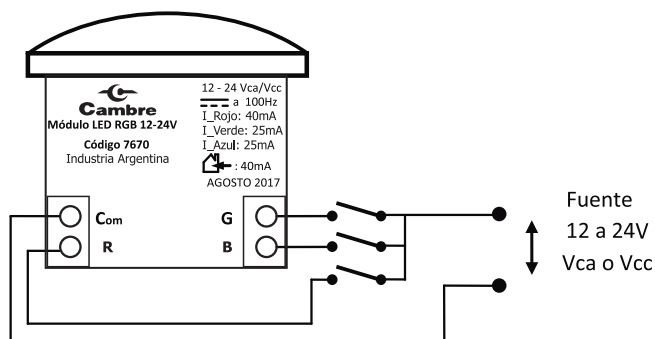 Cambre
Módulo LED RGB 12-24V
Código 7670
Industria Argentina
12 - 24 Vca/Vcc
a 100Hz
I_Rojo: 40mA
I_Verde: 25mA
I_Azul: 25mA
: 40mA
AGOSTO 2017
Com
R
G
B
Fuente
12 a 24V
Vca o Vcc